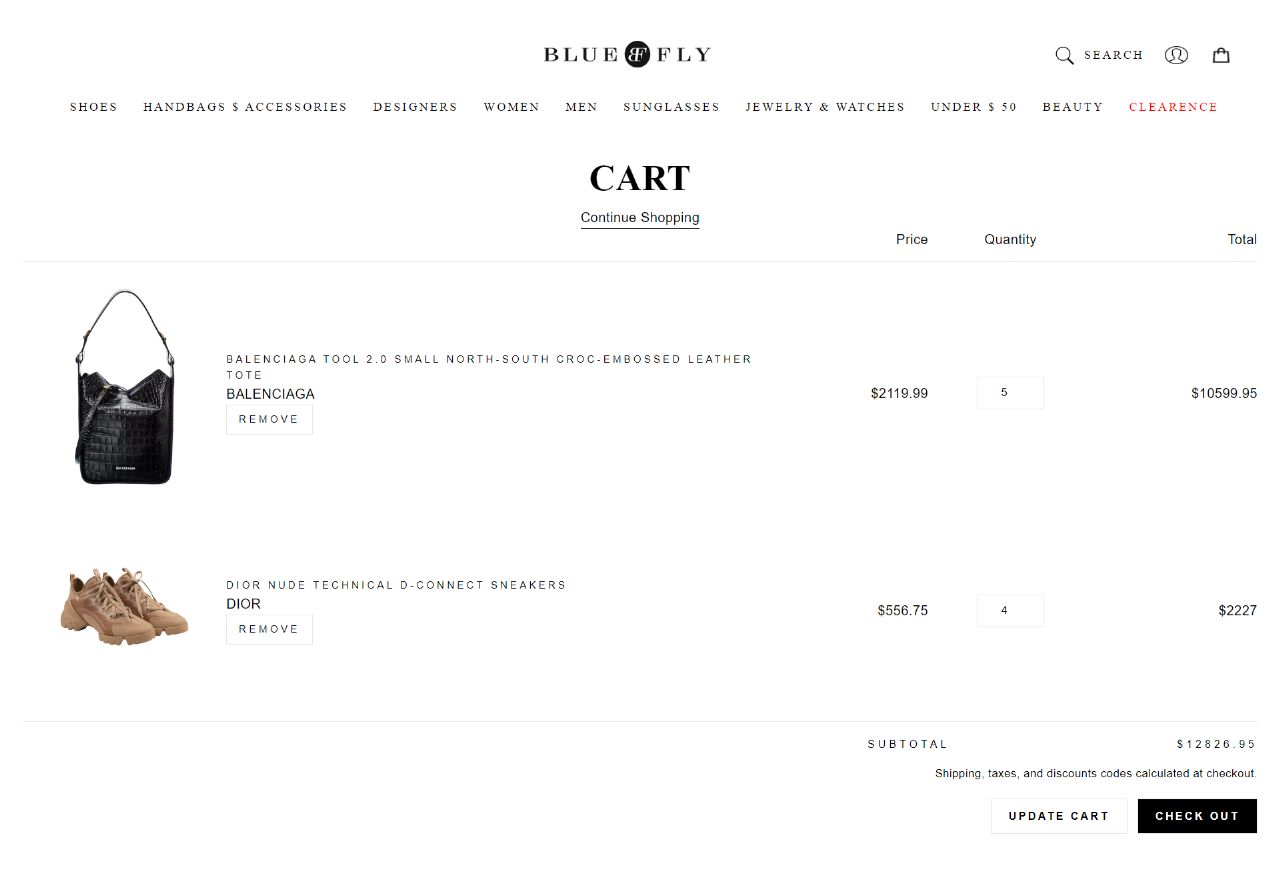 BLUE BF FLY
SEARCH
SHOES HANDBAGS $ ACCESSORIES DESIGNERS WOMEN MEN SUNGLASSES JEWELRY & WATCHES UNDER $ 50 BEAUTY CLEARENCE
CART
Continue Shopping
Price Quantity Total
BALENCIAGA TOOL 2.0 SMALL NORTH-SOUTH CROC-EMBOSSED LEATHER
TOTE
BALENCIAGA
$2119.99 5 $10599.95
REMOVE
BALENCIAGA
DIOR NUDE TECHNICAL D-CONNECT SNEAKERS
DIOR
$556.75 4 $2227
REMOVE
SUBTOTAL $12826.95
Shipping, taxes, and discounts codes calculated at checkout.
UPDATE CART CHECK OUT